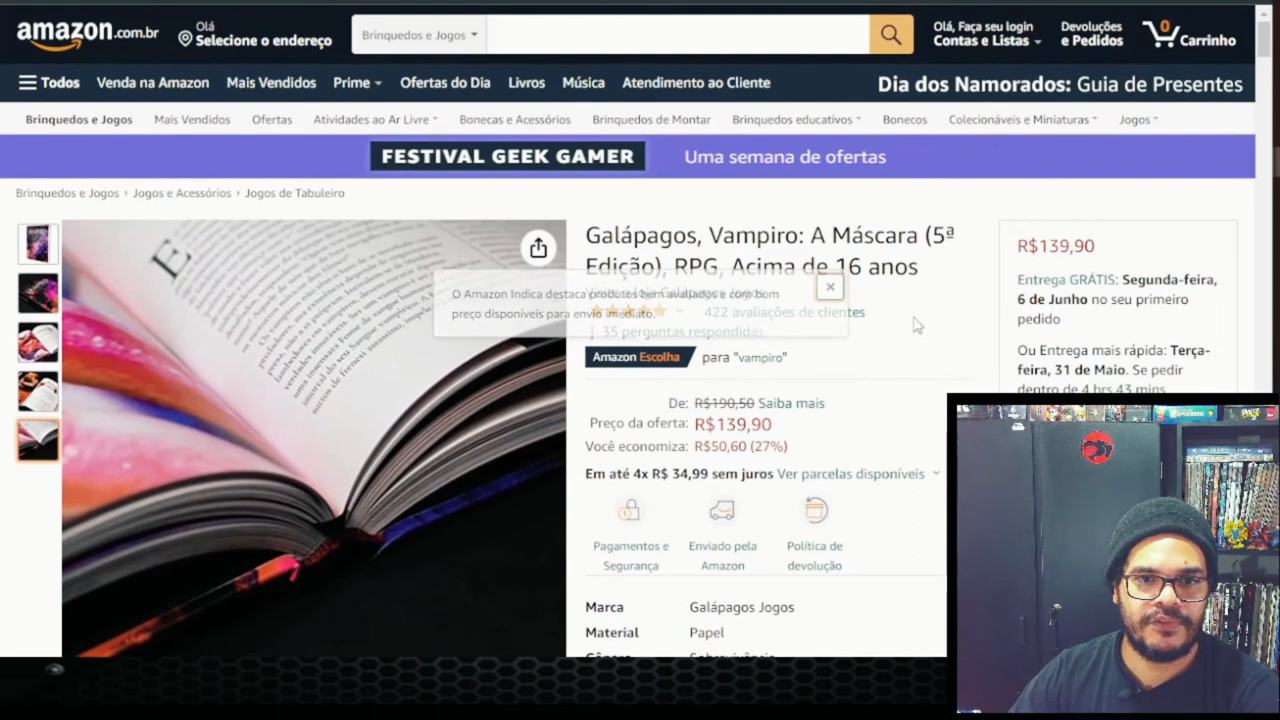 amazon.com.br
Olá
Selecione o endereço
Brinquedos e Jogos
Olá, Faça seu login
Contas e Listas
Devoluções
e Pedidos
0
Carrinho
Todos
Venda na Amazon
Mais Vendidos
Prime
Ofertas do Dia
Livros
Música
Atendimento ao Cliente
Dia dos Namorados: Guia de Presentes
Brinquedos e Jogos
Mais Vendidos
Ofertas
Atividades ao Ar Livre
Bonecas e Acessórios
Brinquedos de Montar
Brinquedos educativos
Bonecos
Colecionáveis e Miniaturas
Jogos
FESTIVAL GEEK GAMER
Uma semana de ofertas
Brinquedos e Jogos › Jogos e Acessórios › Jogos de Tabuleiro
E
Galápagos, Vampiro: A Máscara (5ª
Edição), RPG, Acima de 16 anos
O Amazon Indica destaca produtos bem avaliados e com bom
preço disponíveis para envio imediato.
422 avaliações de clientes
| 35 perguntas respondidas
Amazon Escolha para "vampiro"
De: R$190,50 Saiba mais
Preço da oferta: R$139,90
Você economiza: R$50,60 (27%)
Em até 4x R$ 34,99 sem juros Ver parcelas disponíveis
Pagamentos e
Segurança
Enviado pela
Amazon
Política de
devolução
Marca Galápagos Jogos
Material Papel
Gênero Sobrevivência
R$139,90
Entrega GRÁTIS: Segunda-feira,
6 de Junho no seu primeiro
pedido
Ou Entrega mais rápida: Terça-
feira, 31 de Maio. Se pedir
dentro de 4 hrs 43 mins